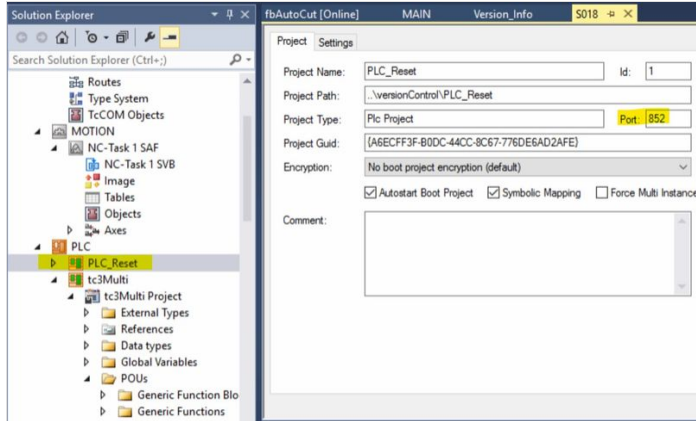 Solution Explorer
Search Solution Explorer (Ctrl+;)
Routes
Type System
TcCOM Objects
MOTION
NC-Task 1 SAF
NC-Task 1 SVB
Image
Tables
Objects
Axes
PLC
PLC_Reset
tc3Multi
tc3Multi Project
External Types
References
Data types
Global Variables
POUs
Generic Function Blo
Generic Functions
fbAutoCut [Online] MAIN Version_Info S018
Project Settings
Project Name: PLC_Reset Id: 1
Project Path: ..\versionControl\PLC_Reset
Project Type: Plc Project Port: 852
Project Guid: {A6ECFF3F-B0DC-44CC-8C67-776DE6AD2AFE}
Encryption: No boot project encryption (default)
Autostart Boot Project Symbolic Mapping Force Multi Instance
Comment: